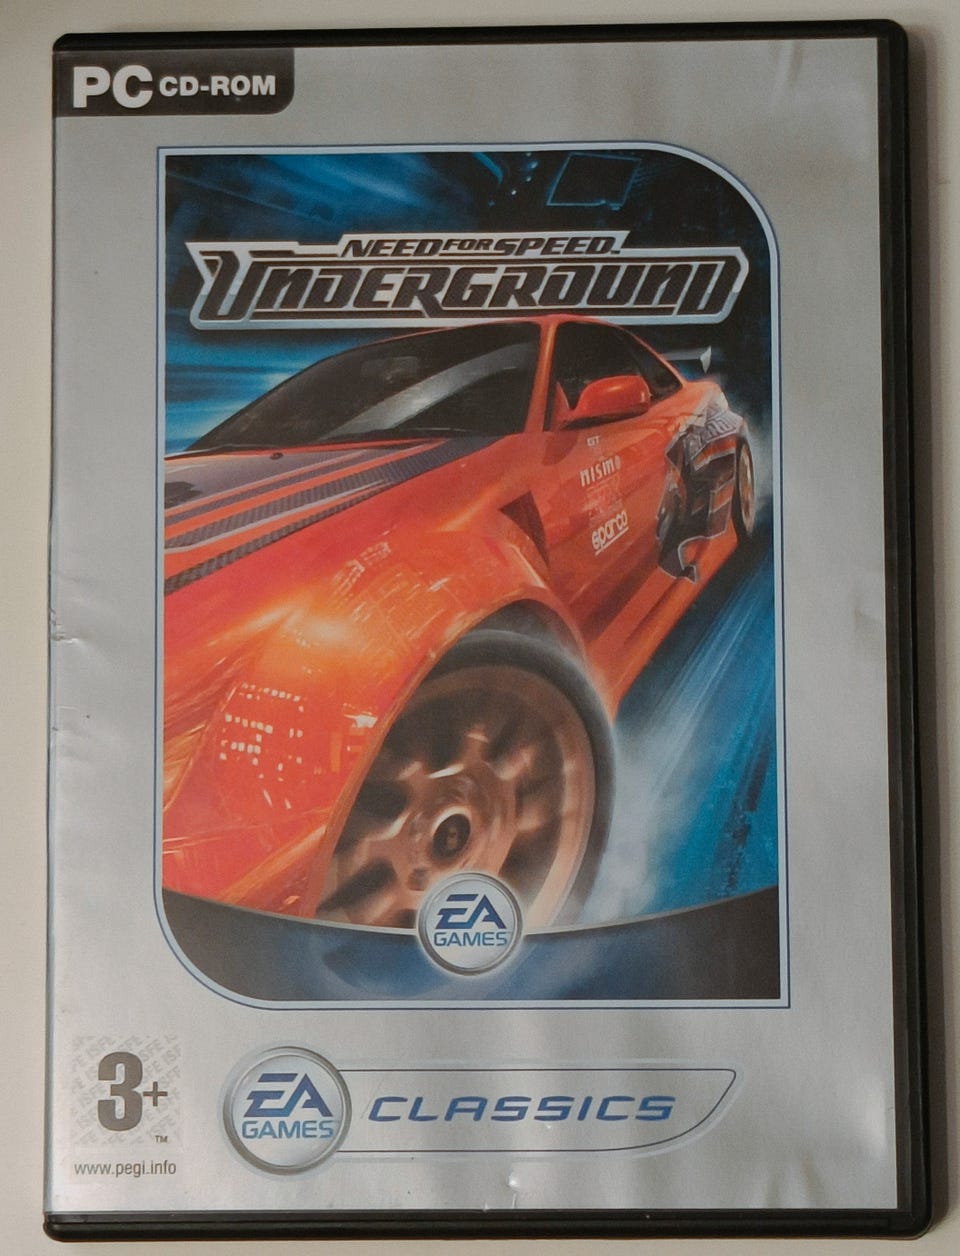 PC CD-ROM
NEED FOR SPEED
UNDERGROUND
GT
nismo
sparco
EA
GAMES
3+
TM
www.pegi.info
EA
GAMES
CLASSICS